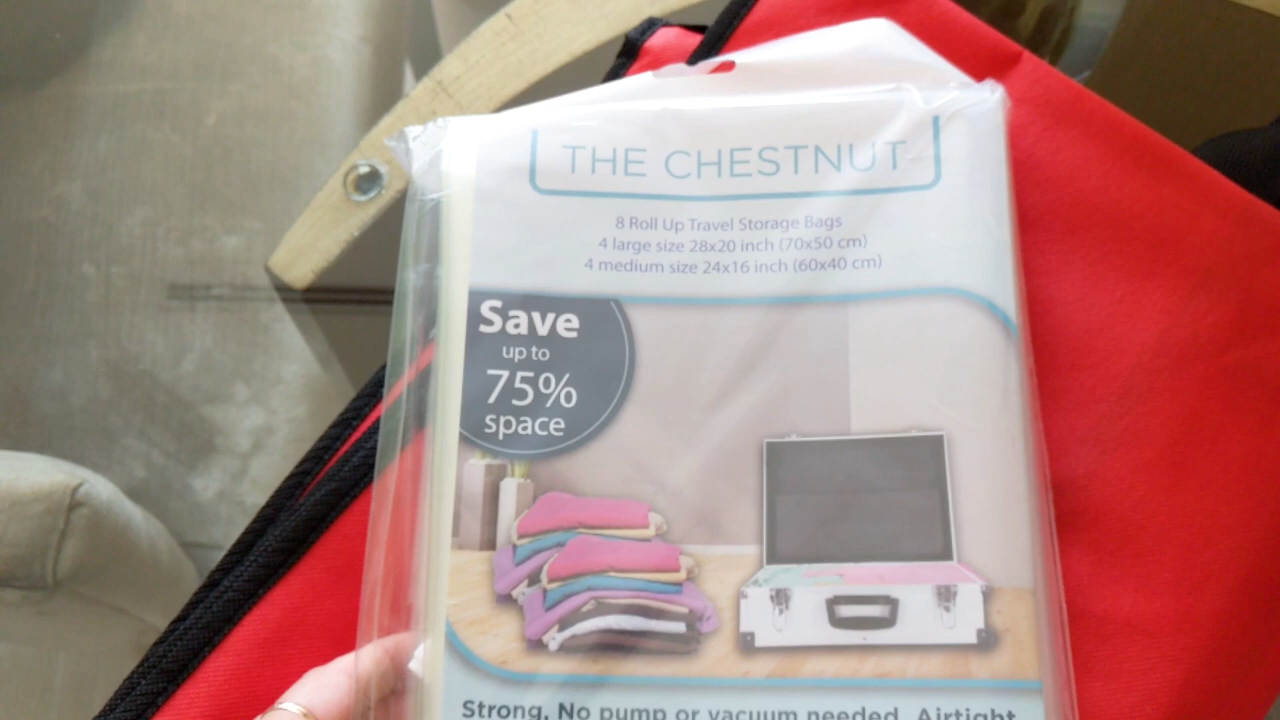 THE CHESTNUT
8 Roll Up Travel Storage Bags
4 large size 28x20 inch (70x50 cm)
4 medium size 24x16 inch (60x40 cm)
Save
up to
75%
space
Strong, No pump or vacuum needed, Airtight